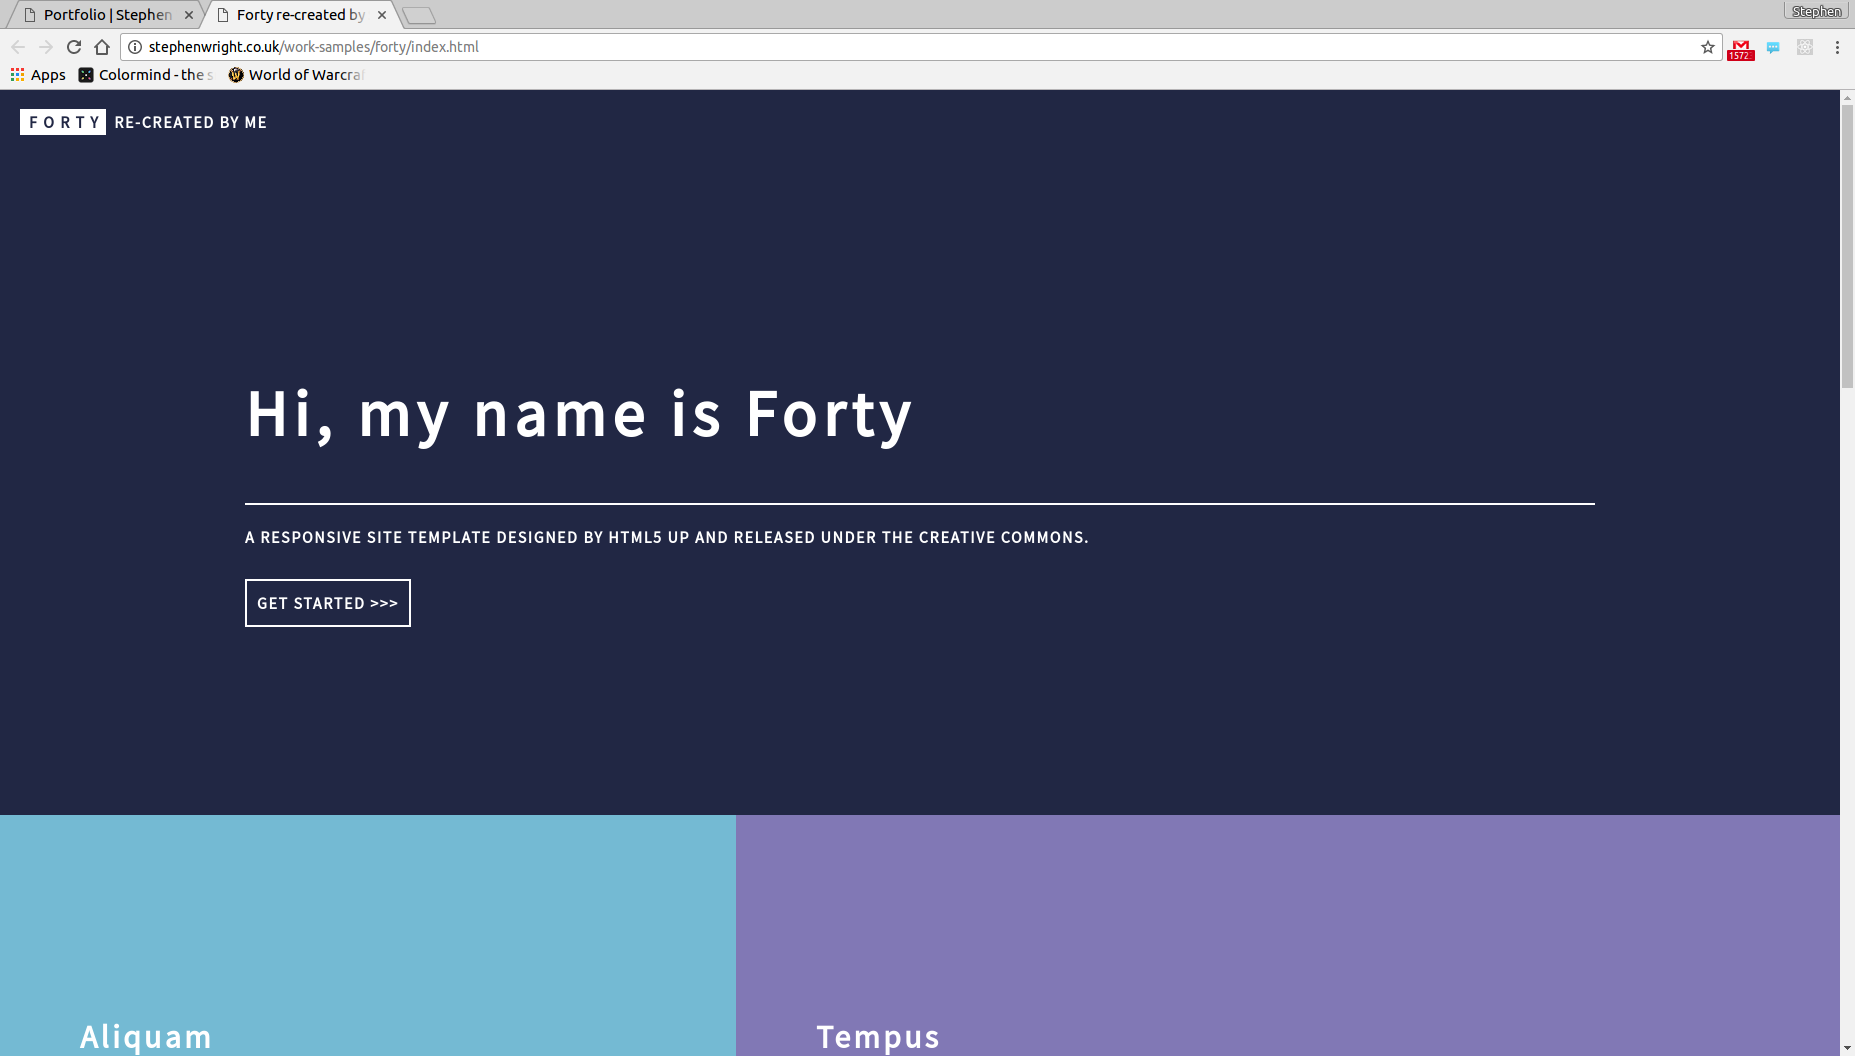 Portfolio | Stephen
Forty re-created by
Stephen
stephenwright.co.uk/work-samples/forty/index.html
1572
Apps
Colormind - the s
World of Warcraf
FORTY RE-CREATED BY ME
Hi, my name is Forty
A RESPONSIVE SITE TEMPLATE DESIGNED BY HTML5 UP AND RELEASED UNDER THE CREATIVE COMMONS.
GET STARTED >>>
Aliquam
Tempus